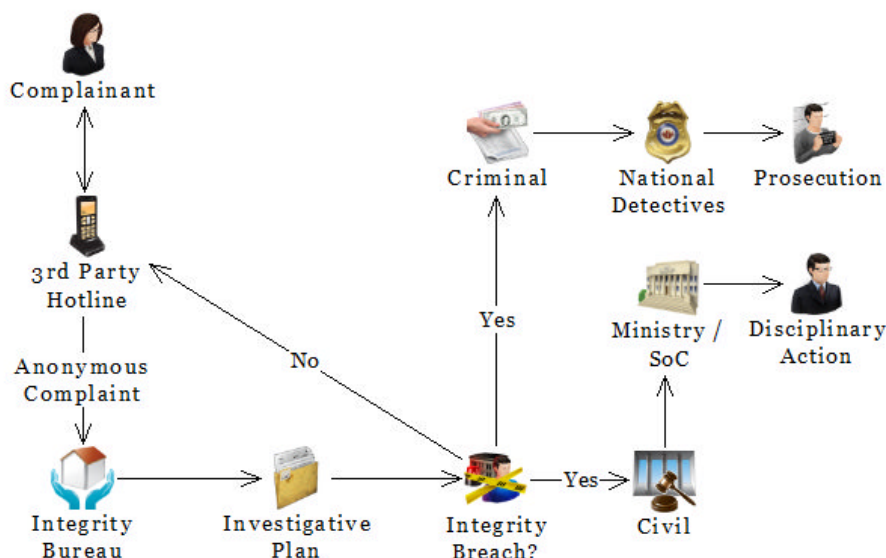 Complainant
3rd Party
Hotline
Anonymous
Complaint
Integrity
Bureau
Investigative
Plan
Integrity
Breach?
No
Yes
Yes
Criminal
National
Detectives
Prosecution
Civil
Ministry /
SoC
Disciplinary
Action